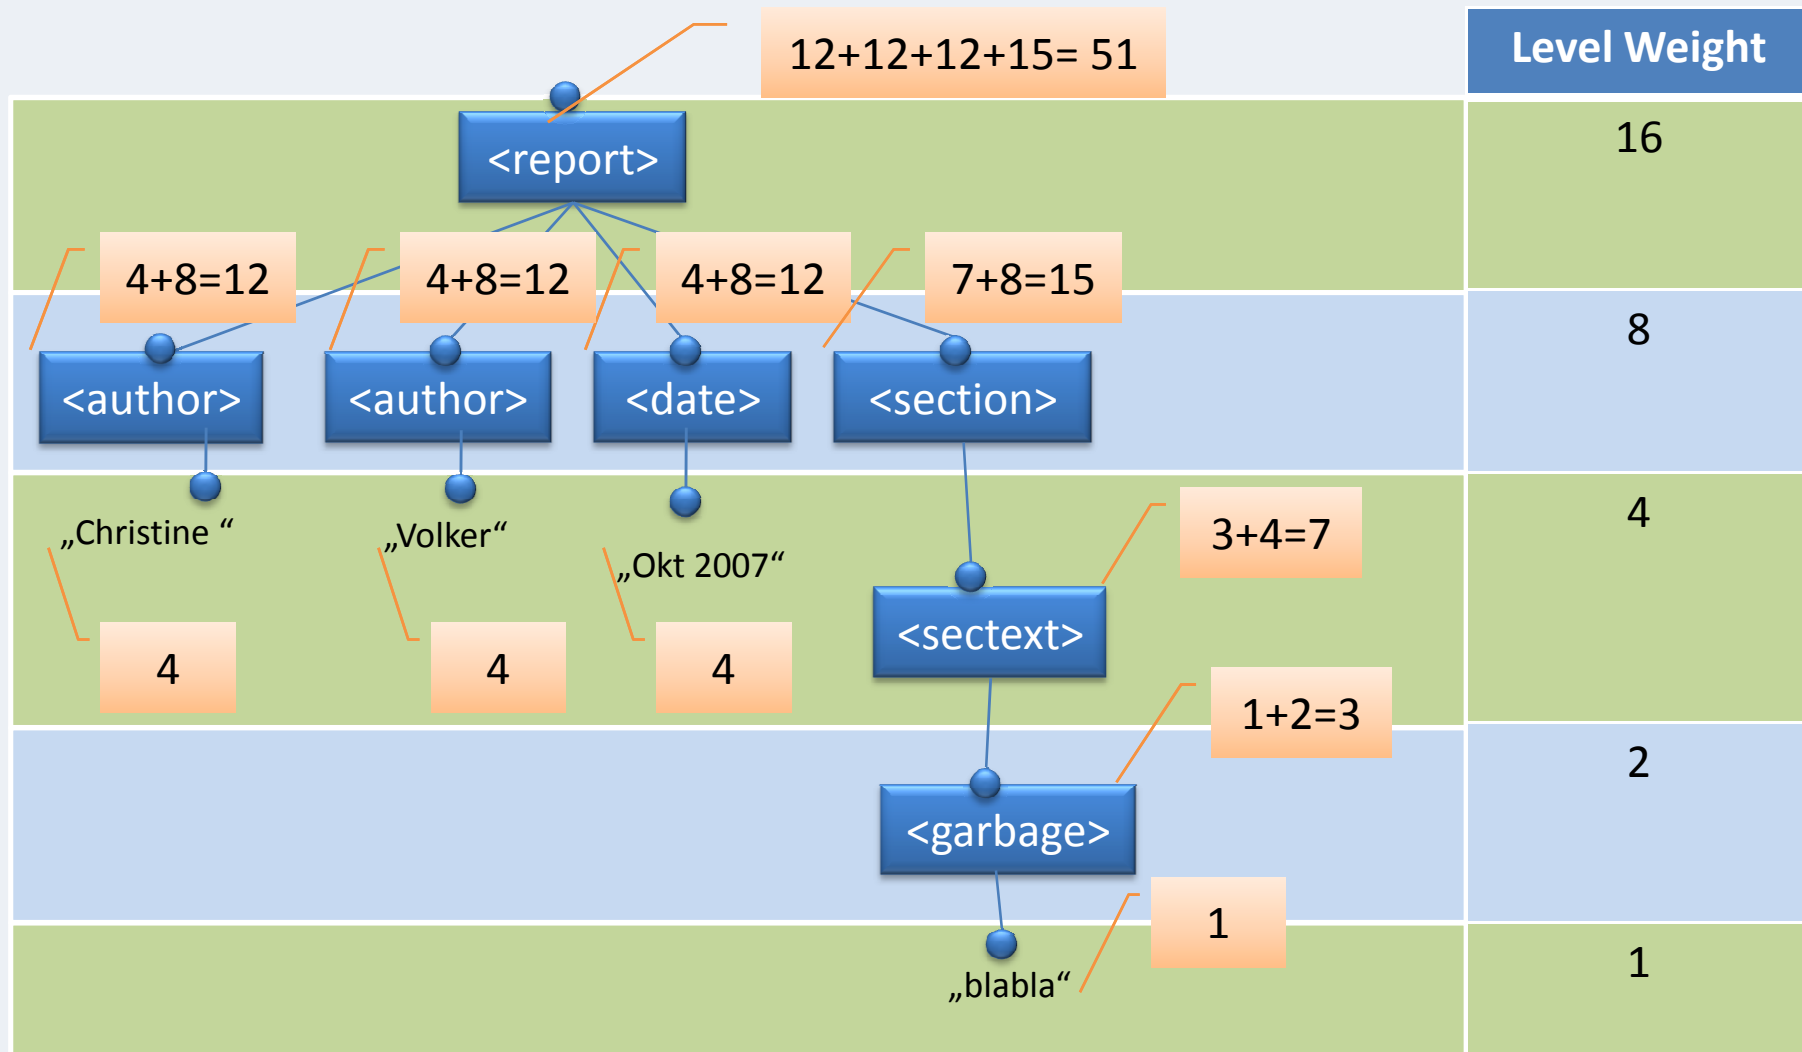 12+12+12+15= 51
Level Weight
<report>
16
4+8=12
4+8=12
4+8=12
7+8=15
8
<author>
<author>
<date>
<section>
4
„Christine “
„Volker“
„Okt 2007“
3+4=7
<sectext>
4
4
4
1+2=3
2
<garbage>
1
1
„blabla“